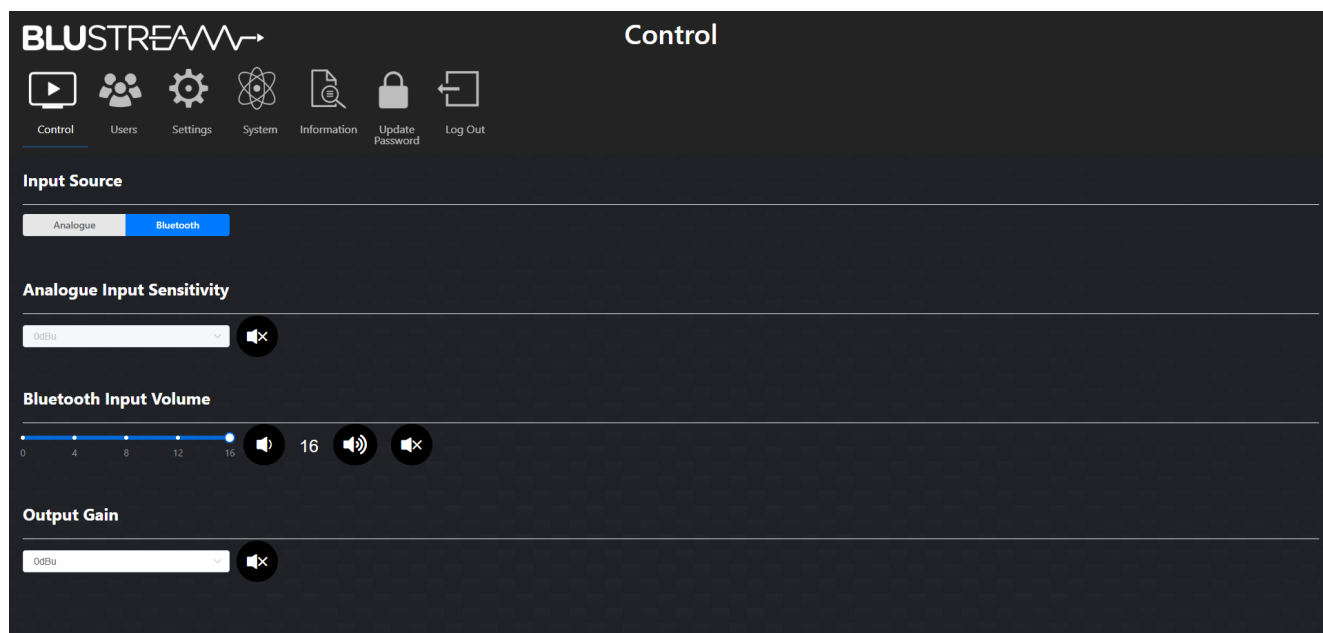 BLUSTREAM
Control
Control
Users
Settings
System
Information
Update
Password
Log Out
Input Source
Analogue
Bluetooth
Analogue Input Sensitivity
0dBu
Bluetooth Input Volume
16
0 4 8 12 16
Output Gain
0dBu